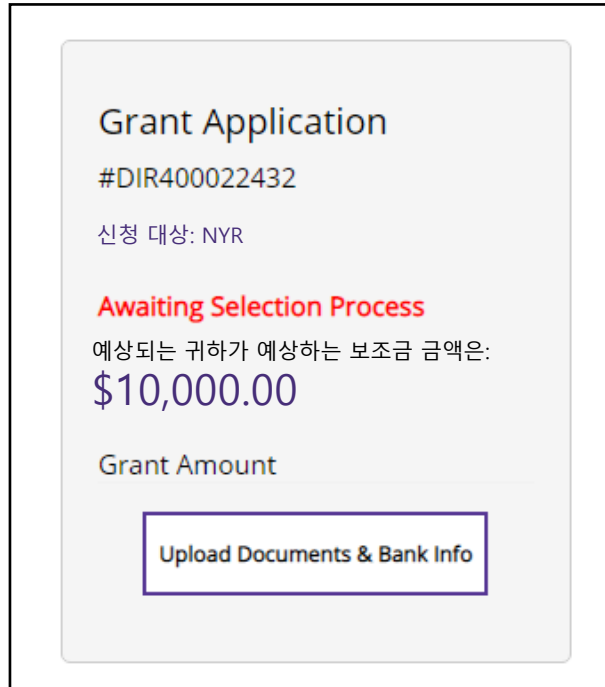 Grant Application
#DIR400022432
신청 대상: NYR
Awaiting Selection Process
예상되는 귀하가 예상하는 보조금 금액은:
$10,000.00
Grant Amount
Upload Documents & Bank Info